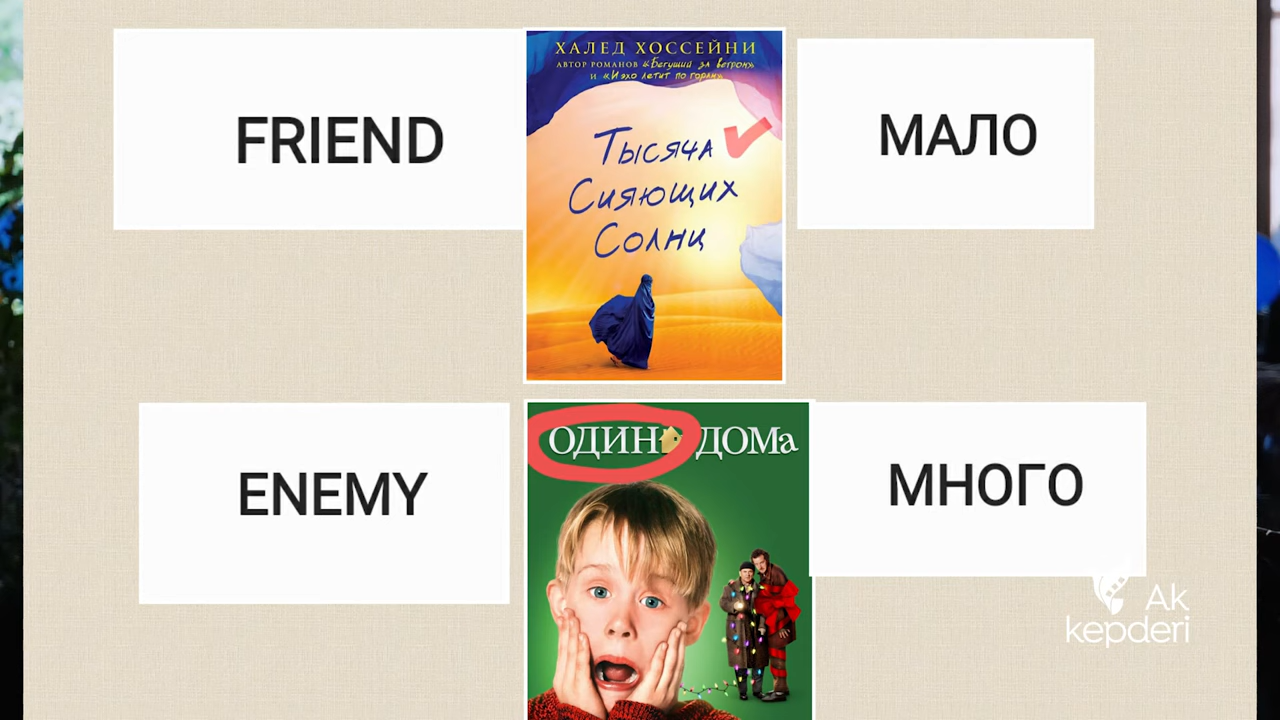 FRIEND
ХАЛЕД ХОССЕЙНИ
АВТОР РОМАНОВ «Бегущий за ветром»
И «И эхо летит по горам»
Тысяча
Сияющих
Солнц
МАЛО
ENEMY
ОДИН ДОМа
МНОГО
Ak
kepderi